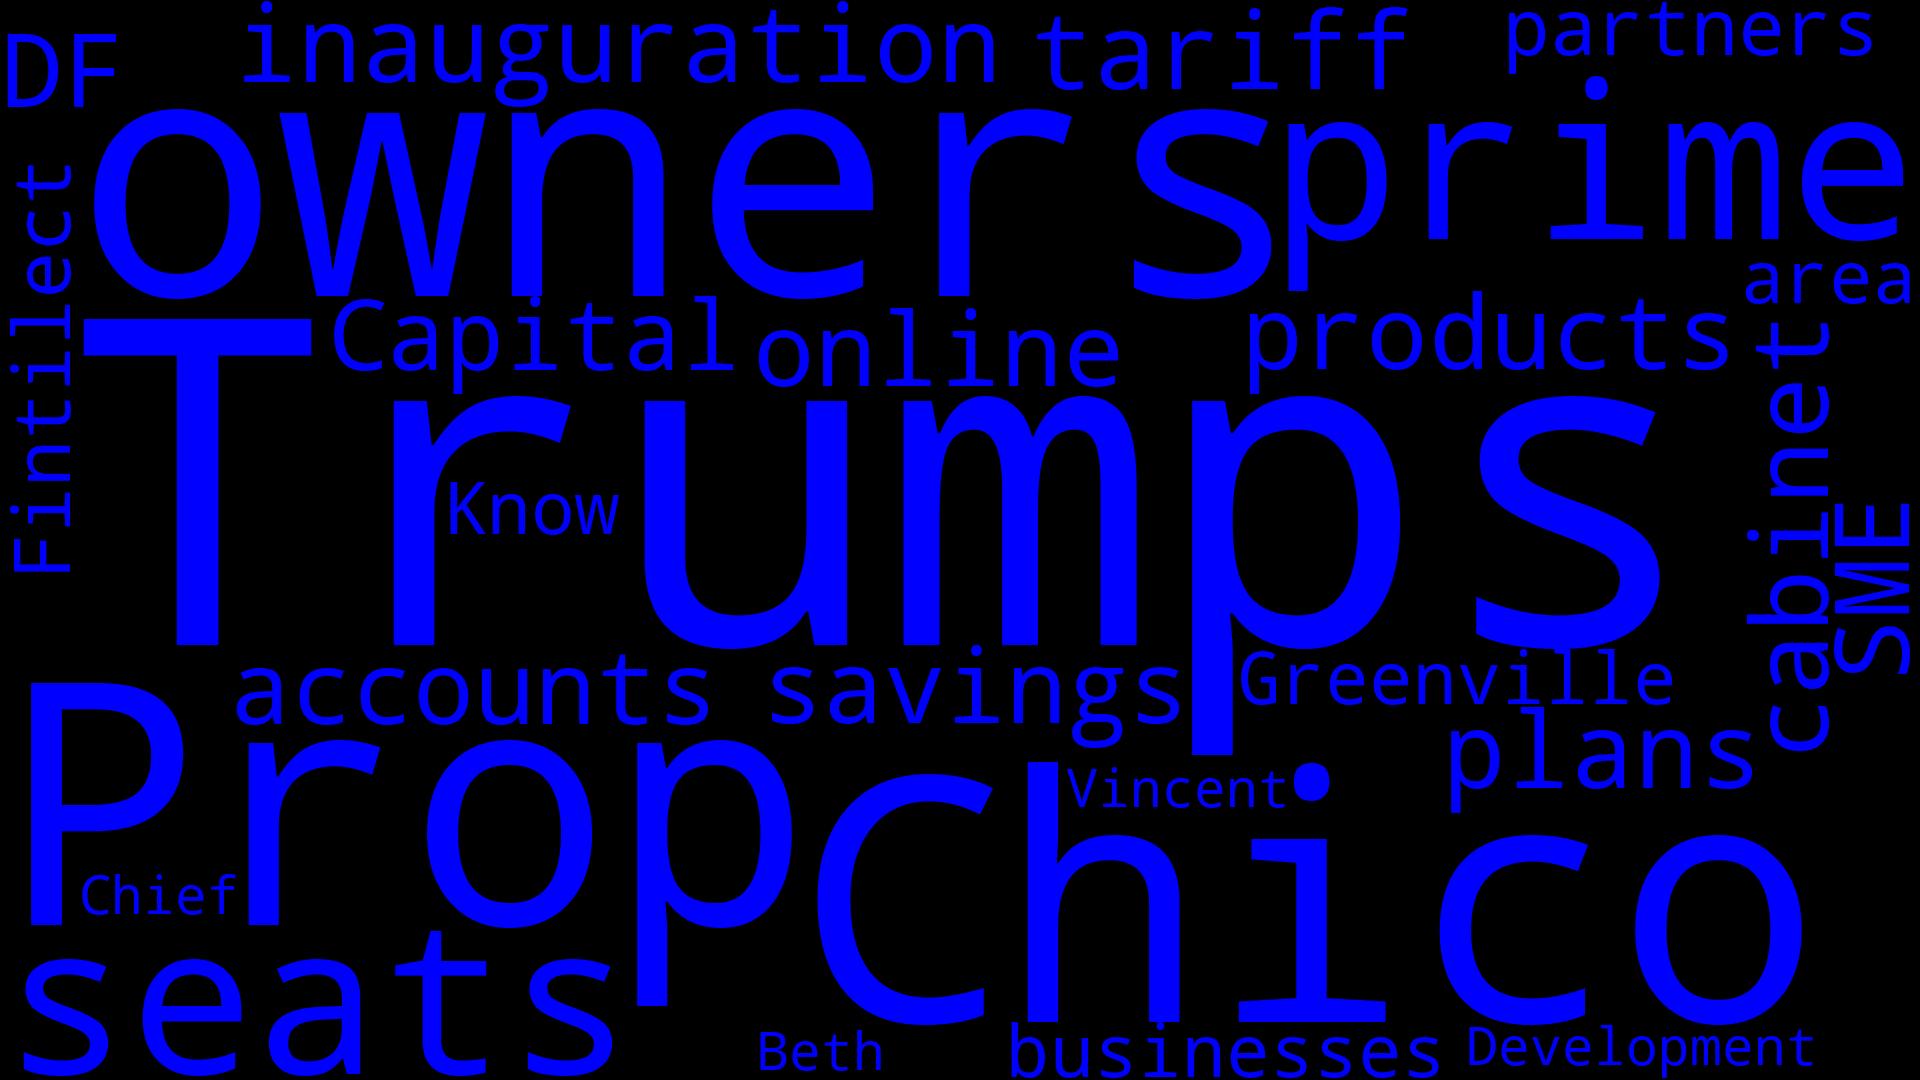 DF inauguration tariff partners
owners prime
Fintilect
area
Capital online products
Trumps
Know
cabinet
SME
accounts savings Greenville
plans
Prop Chico
Vincent
Chief
seats
Beth businesses Development